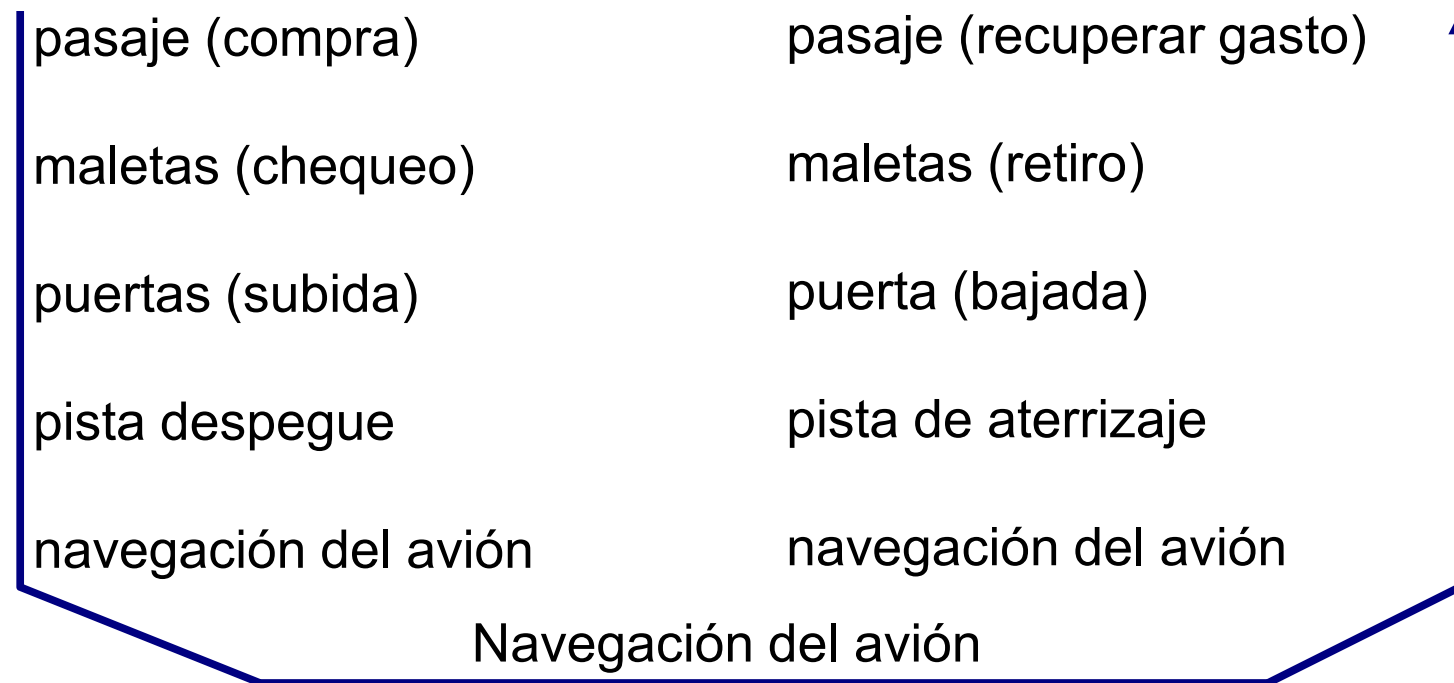 pasaje (compra)
maletas (chequeo)
puertas (subida)
pista despegue
navegación del avión
pasaje (recuperar gasto)
maletas (retiro)
puerta (bajada)
pista de aterrizaje
navegación del avión
Navegación del avión